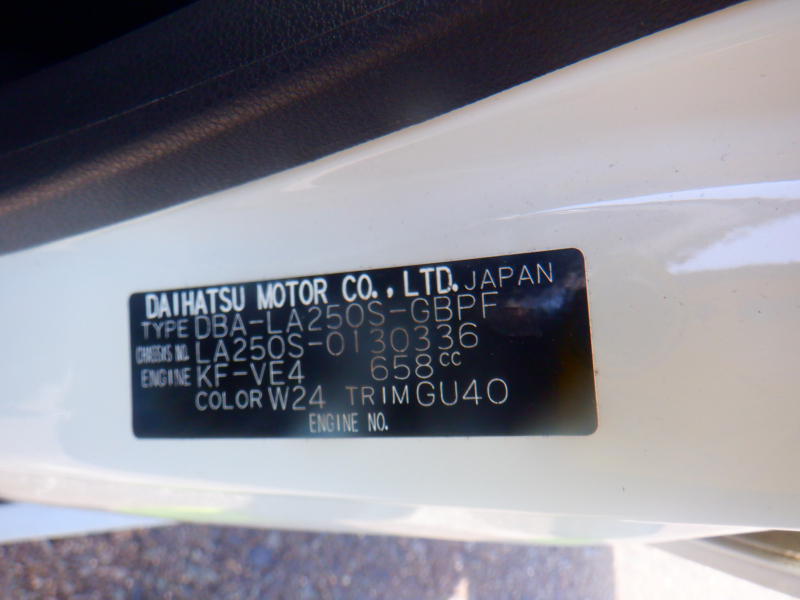 DAIHATSU MOTOR CO., LTD. JAPAN
TYPE DBA-LA250S-GBPF
CHASSIS NO. LA250S-0130336
ENGINE KF-VE4 658cc
COLOR W24 TRIM GU40
ENGINE NO.